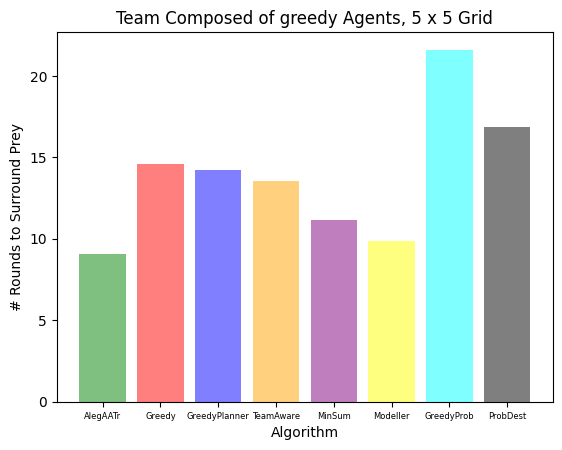 Team Composed of greedy Agents, 5 x 5 Grid
# Rounds to Surround Prey
20
15
10
5
0
AlegAATr Greedy GreedyPlanner TeamAware MinSum Modeller GreedyProb ProbDest
Algorithm